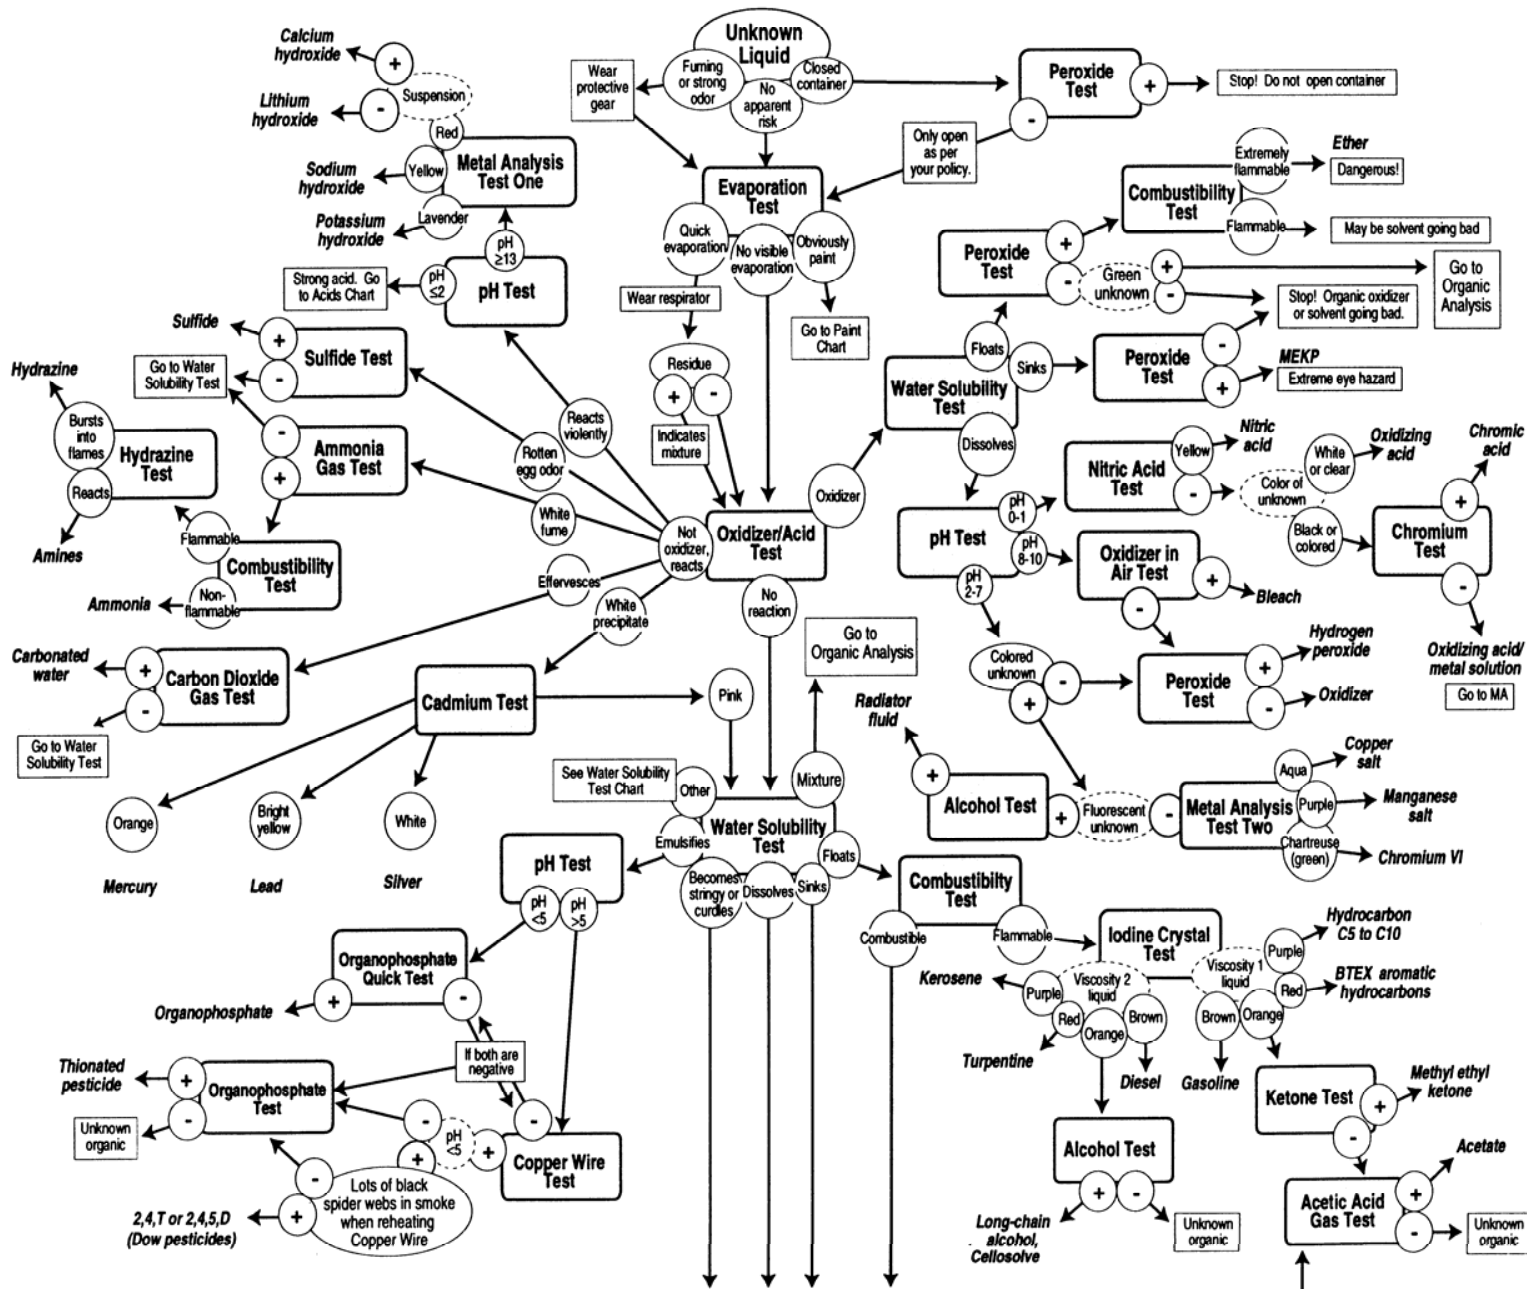 Unknown
Liquid
Fuming
or strong
odor
No
apparent
risk
Closed
container
Wear
protective
gear
Peroxide
Test
+
-
Stop! Do not open container
Only open
as per
your policy.
Calcium
hydroxide
+
Suspension
-
Lithium
hydroxide
Red
Metal Analysis
Test One
Yellow
Sodium
hydroxide
Lavender
Potassium
hydroxide
pH
≥13
pH
≤2
pH Test
Strong acid. Go
to Acids Chart
Evaporation
Test
Quick
evaporation
No visible
evaporation
Obviously
paint
Wear respirator
Go to Paint
Chart
Residue
+
-
Indicates
mixture
Combustibility
Test
Extremely
flammable
Ether
Dangerous!
Flammable
May be solvent going bad
Peroxide
Test
+
-
Green
unknown
+
-
Go to
Organic
Analysis
Stop! Organic oxidizer
or solvent going bad.
Floats
Sinks
Water Solubility
Test
Dissolves
Peroxide
Test
-
+
MEKP
Extreme eye hazard
Sulfide
+
Sulfide Test
-
Go to Water
Solubility Test
Hydrazine
Bursts
into
flames
Hydrazine
Test
Reacts
Amines
-
Ammonia
Gas Test
+
Flammable
Combustibility
Test
Non-
flammable
Ammonia
Reacts
violently
Rotten
egg odor
White
fume
Effervesces
White
precipitate
Not
oxidizer,
reacts
Oxidizer/Acid
Test
Oxidizer
No
reaction
Nitric Acid
Test
Yellow
Nitric
acid
-
Color of
unknown
White
or clear
Oxidizing
acid
Black or
colored
Chromic
acid
+
Chromium
Test
-
Oxidizing acid/
metal solution
Go to MA
pH Test
pH
0-1
pH
8-10
pH
2-7
Oxidizer in
Air Test
+
Bleach
-
Colored
unknown
-
+
Peroxide
Test
+
Hydrogen
peroxide
-
Oxidizer
Carbonated
water
+
Carbon Dioxide
Gas Test
-
Go to Water
Solubility Test
Cadmium Test
Pink
Orange
Bright
yellow
White
Mercury
Lead
Silver
Go to
Organic Analysis
Radiator
fluid
+
Alcohol Test
+
Fluorescent
unknown
-
Metal Analysis
Test Two
Aqua
Copper
salt
Purple
Manganese
salt
Chartreuse
(green)
Chromium VI
See Water Solubility
Test Chart
Other
Mixture
Water Solubility
Test
Emulsifies
Becomes
stringy or
curdles
Dissolves
Sinks
Floats
pH Test
pH
<5
pH
>5
Organophosphate
Quick Test
+
-
Organophosphate
If both are
negative
Thionated
pesticide
+
Organophosphate
Test
-
Unknown
organic
-
pH
<5
+
+
-
Copper Wire
Test
-
+
Lots of black
spider webs in smoke
when reheating
Copper Wire
2,4,T or 2,4,5,D
(Dow pesticides)
Combustibilty
Test
Combustible
Flammable
Iodine Crystal
Test
Viscosity 2
liquid
Viscosity 1
liquid
Kerosene
Purple
Red
Orange
Brown
Turpentine
Diesel
Brown
Orange
Red
Purple
Hydrocarbon
C5 to C10
BTEX aromatic
hydrocarbons
Gasoline
Alcohol Test
+
-
Long-chain
alcohol,
Cellosolve
Unknown
organic
Ketone Test
+
-
Methyl ethyl
ketone
Acetic Acid
Gas Test
+
-
Acetate
Unknown
organic